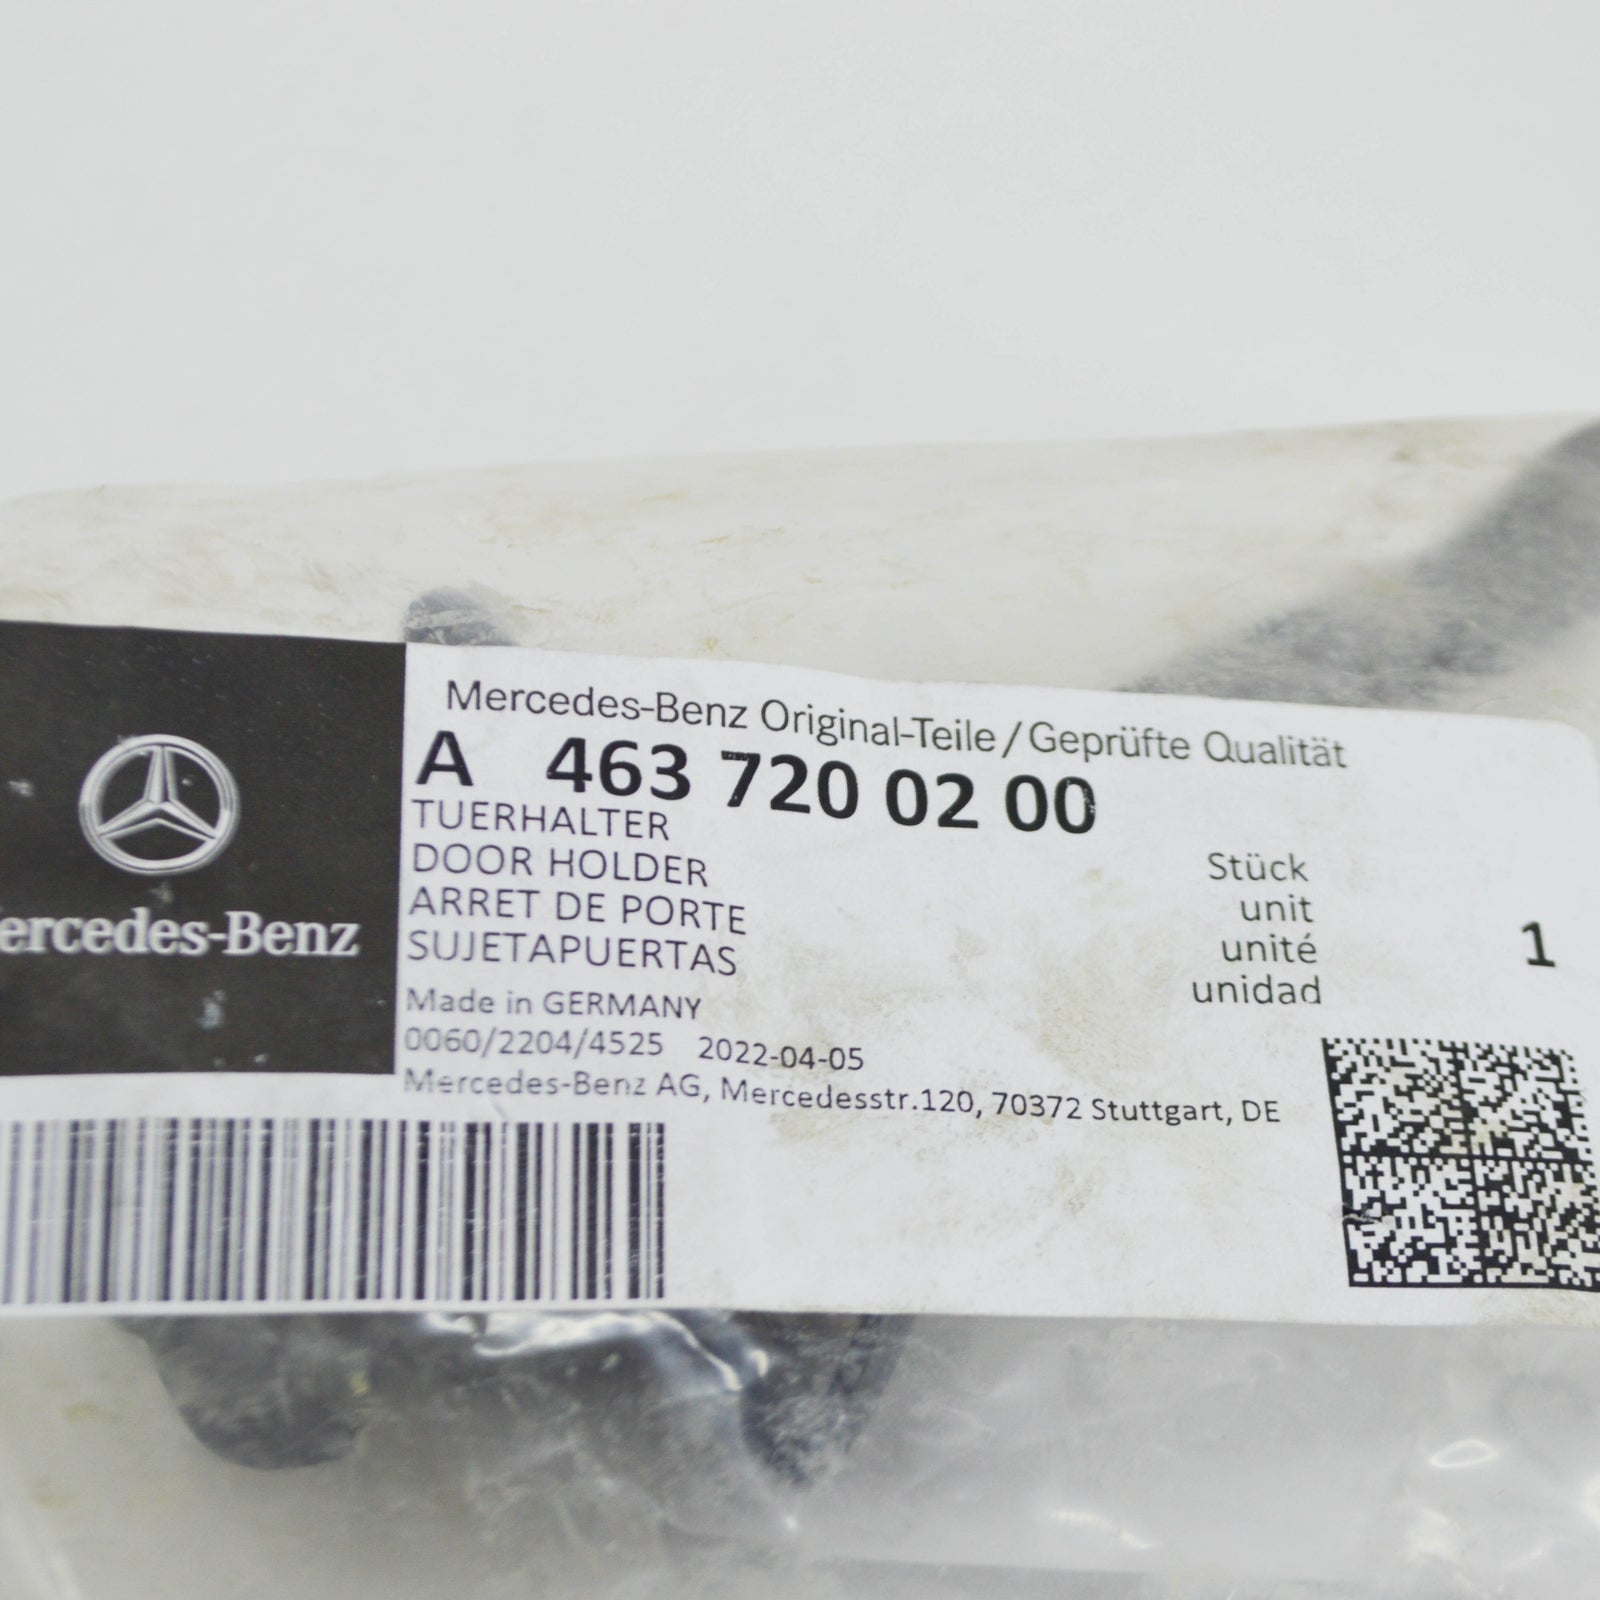 Mercedes-Benz
Mercedes-Benz Original-Teile / Geprüfte Qualität
A 463 720 02 00
TUERHALTER
DOOR HOLDER
ARRET DE PORTE
SUJETAPUERTAS
Stück
unit
unité
unidad
1
Made in GERMANY
0060/2204/4525 2022-04-05
Mercedes-Benz AG, Mercedesstr.120, 70372 Stuttgart, DE